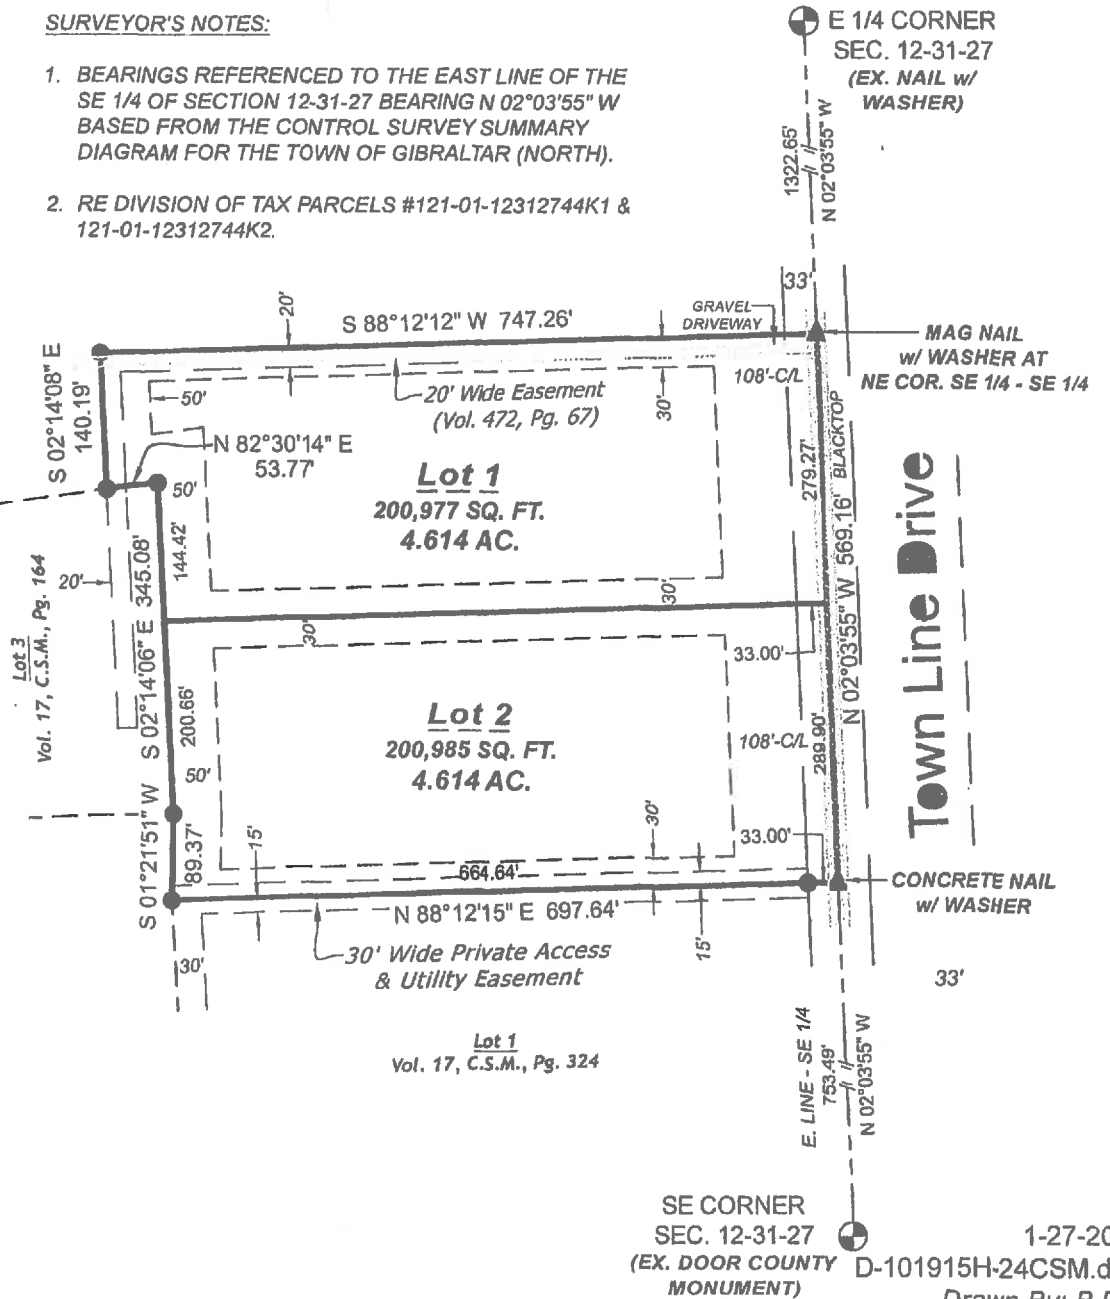 SURVEYOR'S NOTES:
1. BEARINGS REFERENCED TO THE EAST LINE OF THE
SE 1/4 OF SECTION 12-31-27 BEARING N 02°03'55" W
BASED FROM THE CONTROL SURVEY SUMMARY
DIAGRAM FOR THE TOWN OF GIBRALTAR (NORTH).
2. RE DIVISION OF TAX PARCELS #121-01-12312744K1 &
121-01-12312744K2.
E 1/4 CORNER
SEC. 12-31-27
(EX. NAIL w/
WASHER)
1322.65'
N 02°03'55" W
33'
20'
S 88°12'12" W 747.26'
GRAVEL
DRIVEWAY
MAG NAIL
w/ WASHER AT
NE COR. SE 1/4 - SE 1/4
S 02°14'08" E
140.19'
50'
20' Wide Easement
(Vol. 472, Pg. 67)
30'
108'-C/L
N 82°30'14" E
53.77'
50'
Lot 1
200,977 SQ. FT.
4.614 AC.
279.27'
BLACKTOP
N 02°03'55" W 569.16'
Town Line Drive
144.42'
20'
S 02°14'06" E 345.08'
Lot 3
Vol. 17, C.S.M., Pg. 164
30'
30'
33.00'
200.66'
50'
Lot 2
200,985 SQ. FT.
4.614 AC.
108'-C/L
289.90'
S 01°21'51" W
89.37'
15'
30'
33.00'
664.64'
CONCRETE NAIL
w/ WASHER
N 88°12'15" E 697.64'
15'
30'
30' Wide Private Access
& Utility Easement
33'
Lot 1
Vol. 17, C.S.M., Pg. 324
E. LINE - SE 1/4
753.49'
N 02°03'55" W
SE CORNER
SEC. 12-31-27
(EX. DOOR COUNTY
MONUMENT)
1-27-20
D-101915H-24CSM.d
Drawn By: